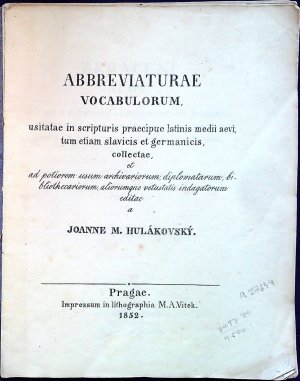 ABBREVIATURAE
VOCABULORUM,
usitatae in scripturis praecipue latinis medii aevi,
tum etiam slavicis et germanicis,
collectae,
et
ad potiorem usum archivariorum, diplomatarum, bi-
bliothecariorum, aliorumque vetustatis indagatorum
editae
a
JOANNE M. HULÁKOVSKÝ.
Pragae.
Impressum in lithographia M.A.Vitek.
1852.